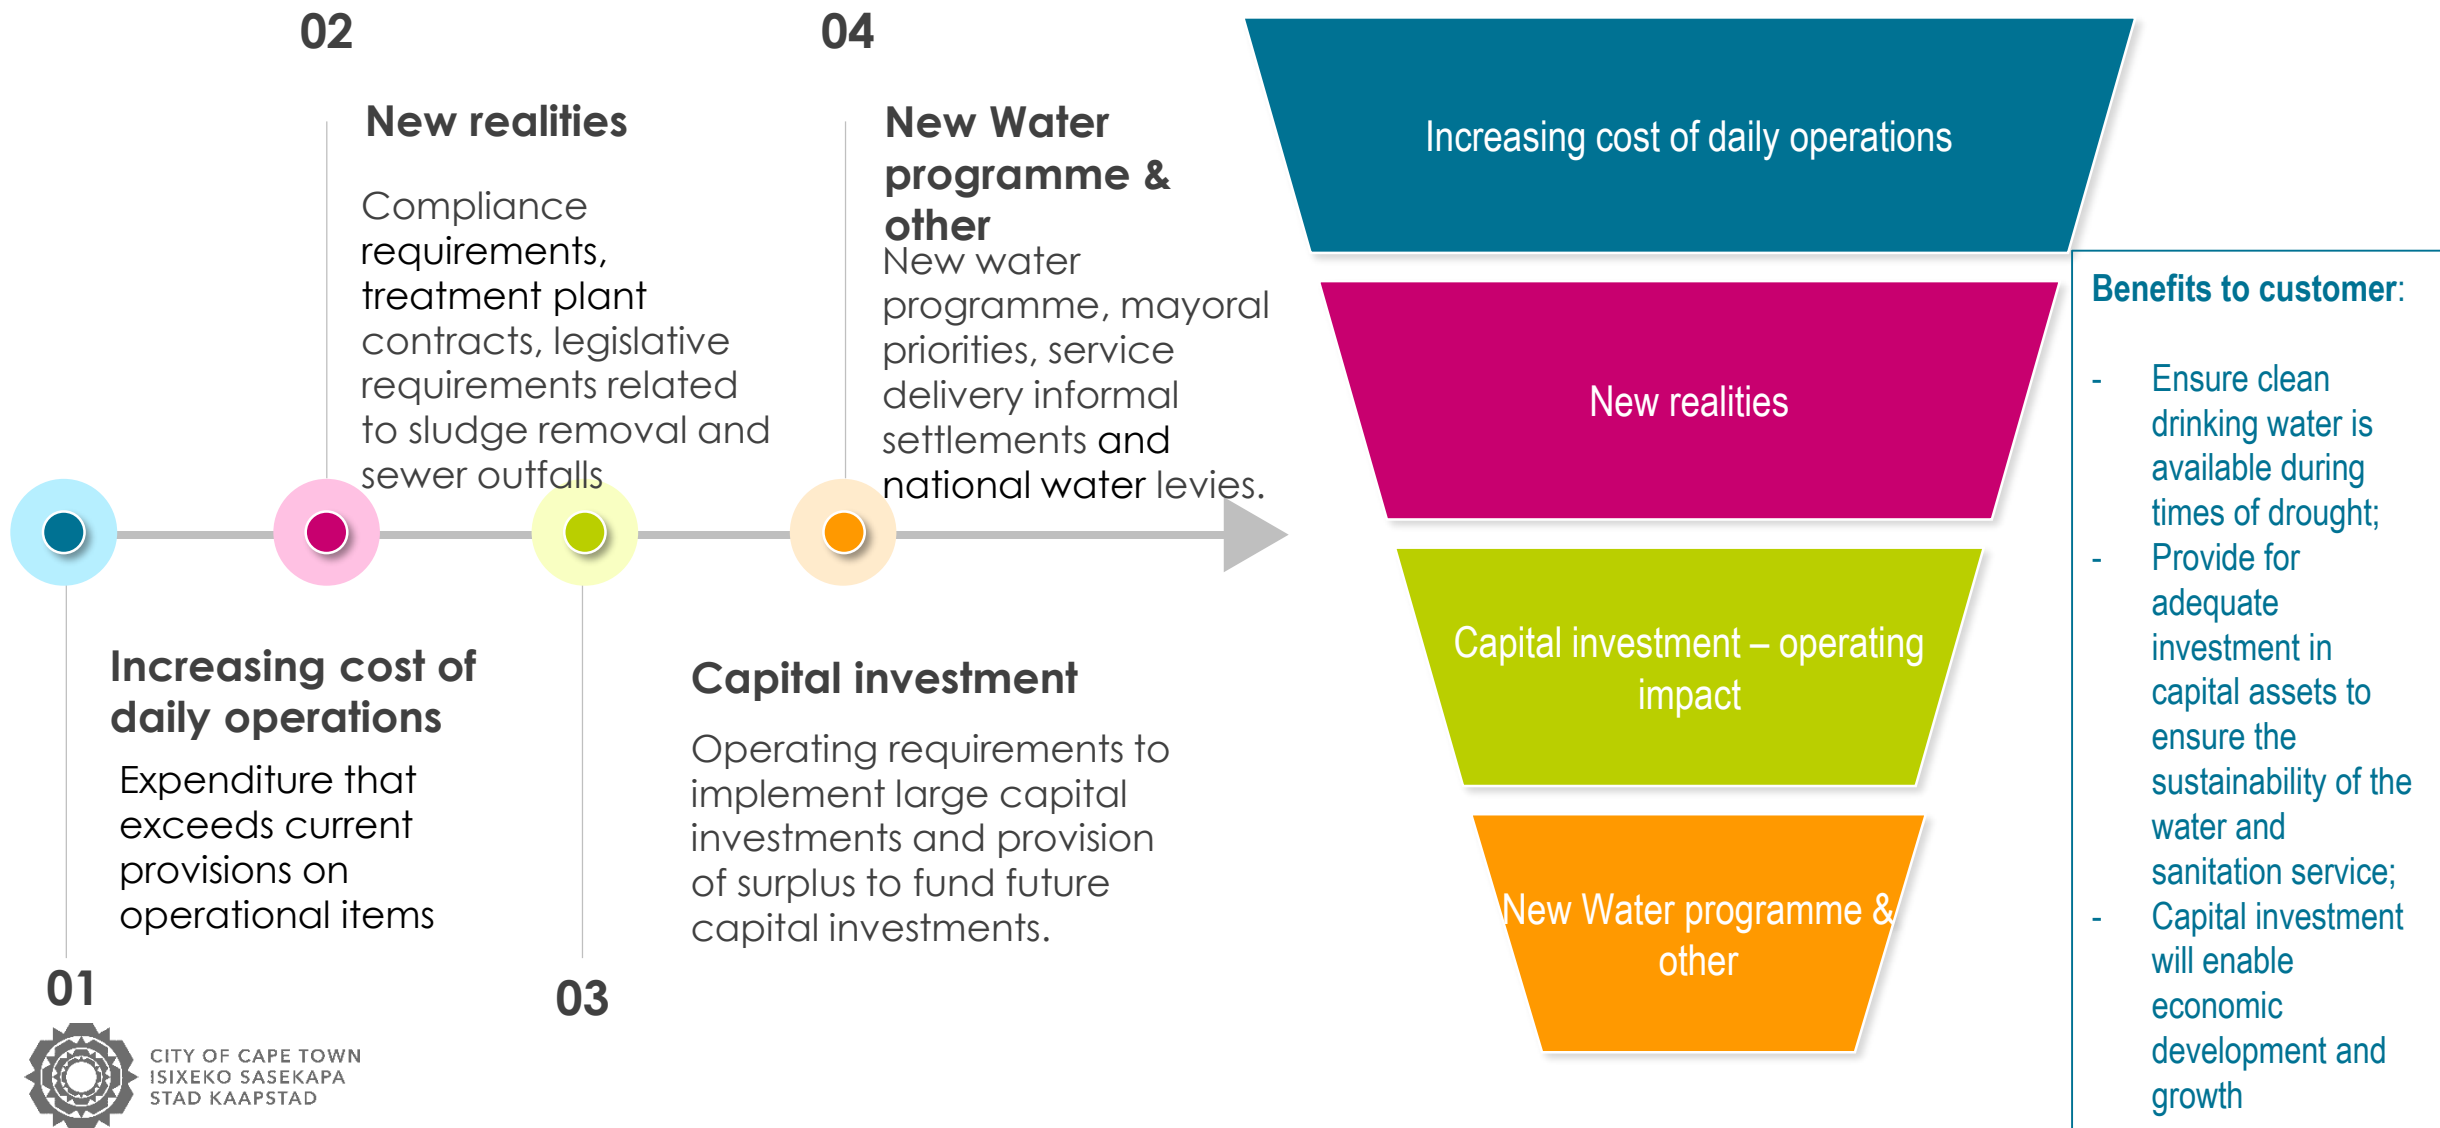 02
New realities
Compliance
requirements,
treatment plant
contracts, legislative
requirements related
to sludge removal and
sewer outfalls
04
New Water
programme &
other
New water
programme, mayoral
priorities, service
delivery informal
settlements and
national water levies.
Increasing cost of
daily operations
Expenditure that
exceeds current
provisions on
operational items
01
Capital investment
Operating requirements to
implement large capital
investments and provision
of surplus to fund future
capital investments.
03
Increasing cost of daily operations
New realities
Capital investment – operating
impact
New Water programme &
other
Benefits to customer:
- Ensure clean
drinking water is
available during
times of drought;
- Provide for
adequate
investment in
capital assets to
ensure the
sustainability of the
water and
sanitation service;
- Capital investment
will enable
economic
development and
growth
CITY OF CAPE TOWN
ISIXEKO SASEKAPA
STAD KAAPSTAD